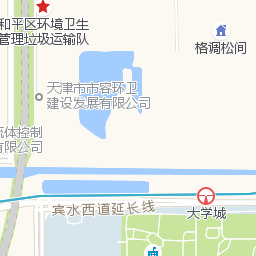 和平区环境卫生
管理垃圾运输队
格调松间
天津市市容环卫
建设发展有限公司
流体控制
有限公司
大学城
宾水西道延长线